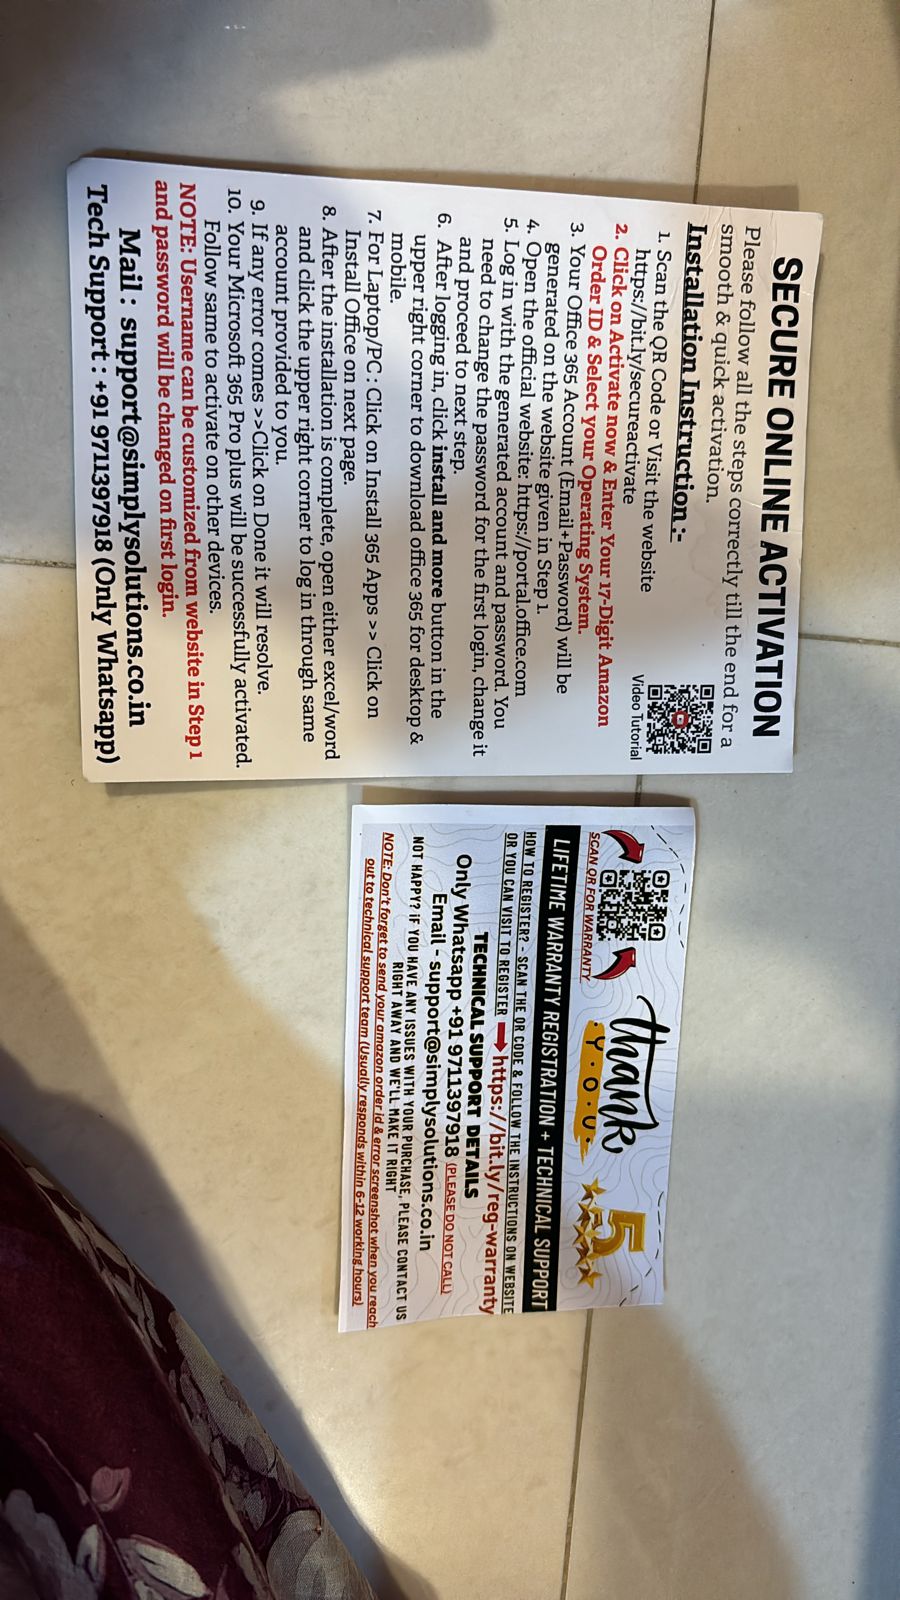 SECURE ONLINE ACTIVATION
Please follow all the steps correctly till the end for a
smooth & quick activation.
Installation Instruction :-
Video Tutorial
1. Scan the QR Code or Visit the website
https://bit.ly/secureactivate
2. Click on Activate now & Enter Your 17-Digit Amazon
Order ID & Select your Operating System.
3. Your Office 365 Account (Email+Password) will be
generated on the website given in Step 1.
4. Open the official website: https://portal.office.com
5. Log in with the generated account and password. You
need to change the password for the first login, change it
and proceed to next step.
6. After logging in, click install and more button in the
upper right corner to download office 365 for desktop &
mobile.
7. For Laptop/PC : Click on Install 365 Apps >> Click on
Install Office on next page.
8. After the installation is complete, open either excel/word
and click the upper right corner to log in through same
account provided to you.
9. If any error comes >>Click on Done it will resolve.
10. Your Microsoft 365 Pro plus will be successfully activated.
Follow same to activate on other devices.
NOTE: Username can be customized from website in Step 1
and password will be changed on first login.
Mail : support@simplysolutions.co.in
Tech Support : +91 9711397918 (Only Whatsapp)
SCAN QR FOR WARRANTY
thank
Y.O.U.
5
LIFETIME WARRANTY REGISTRATION + TECHNICAL SUPPORT
HOW TO REGISTER? - SCAN THE QR CODE & FOLLOW THE INSTRUCTIONS ON WEBSITE
OR YOU CAN VISIT TO REGISTER https://bit.ly/reg-warranty
TECHNICAL SUPPORT DETAILS
Only Whatsapp +91 9711397918 (PLEASE DO NOT CALL)
Email - support@simplysolutions.co.in
NOT HAPPY? iF YOU HAVE ANY ISSUES WITH YOUR PURCHASE, PLEASE CONTACT US
RIGHT AWAY AND WE'LL MAKE IT RIGHT
NOTE: Don't forget to send your amazon order id & error screenshot when you reach
out to technical support team (Usually responds within 6-12 working hours)